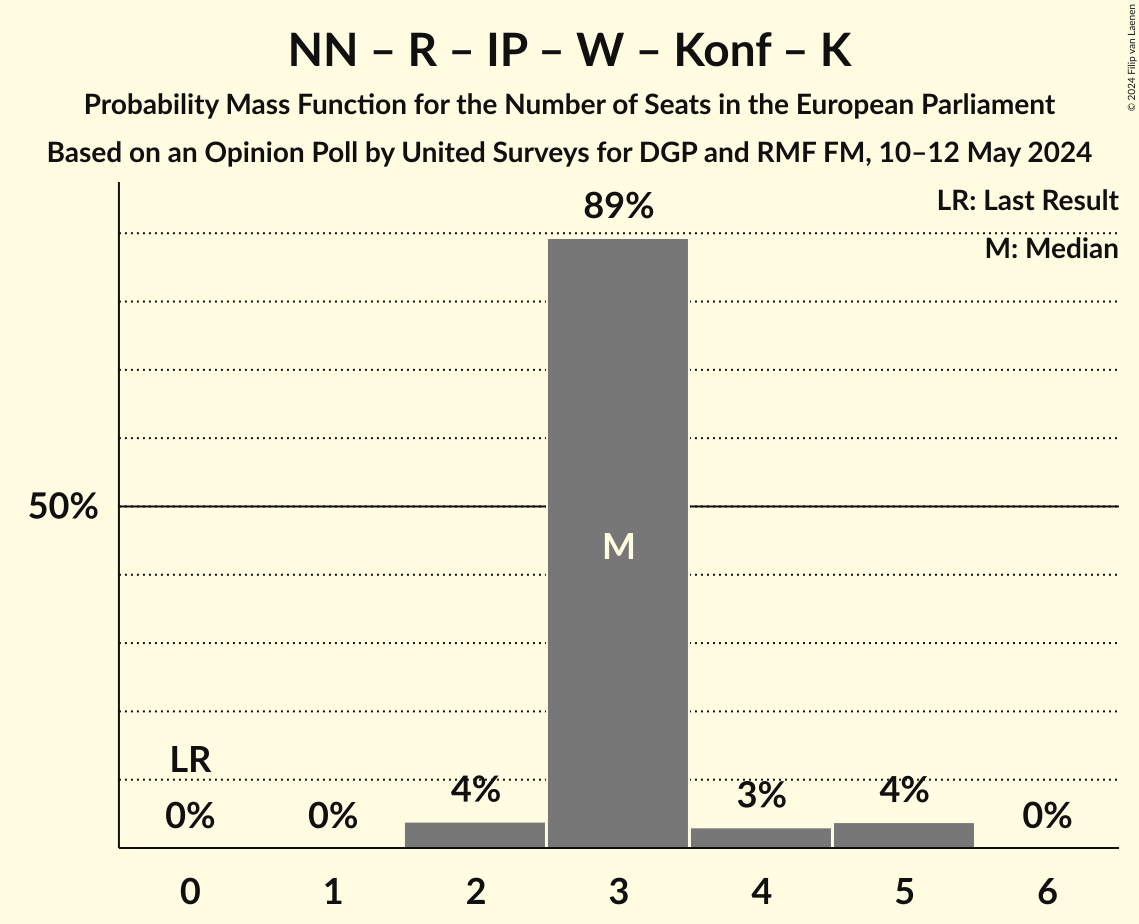 NN – R – IP – W – Konf – K
Probability Mass Function for the Number of Seats in the European Parliament
Based on an Opinion Poll by United Surveys for DGP and RMF FM, 10–12 May 2024
© 2024 Filip van Laenen
LR: Last Result
M: Median
89%
50%
M
LR
0% 0% 4% 3% 4% 0%
0 1 2 3 4 5 6